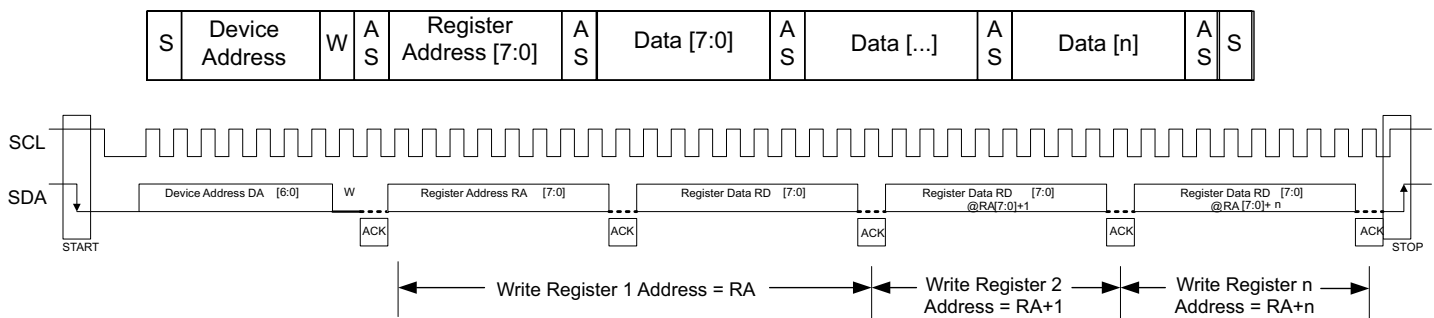 S
Device
Address
W
A
S
Register
Address [7:0]
A
S
Data [7:0]
A
S
Data [...]
A
S
Data [n]
A
S
S
SCL
SDA
Device Address DA [6:0]
W
Register Address RA [7:0]
Register Data RD [7:0]
Register Data RD [7:0]
@RA[7:0]+1
Register Data RD [7:0]
@RA [7:0]+ n
ACK
ACK
ACK
ACK
ACK
START
STOP
Write Register 1 Address = RA
Write Register 2
Address = RA+1
Write Register n
Address = RA+n